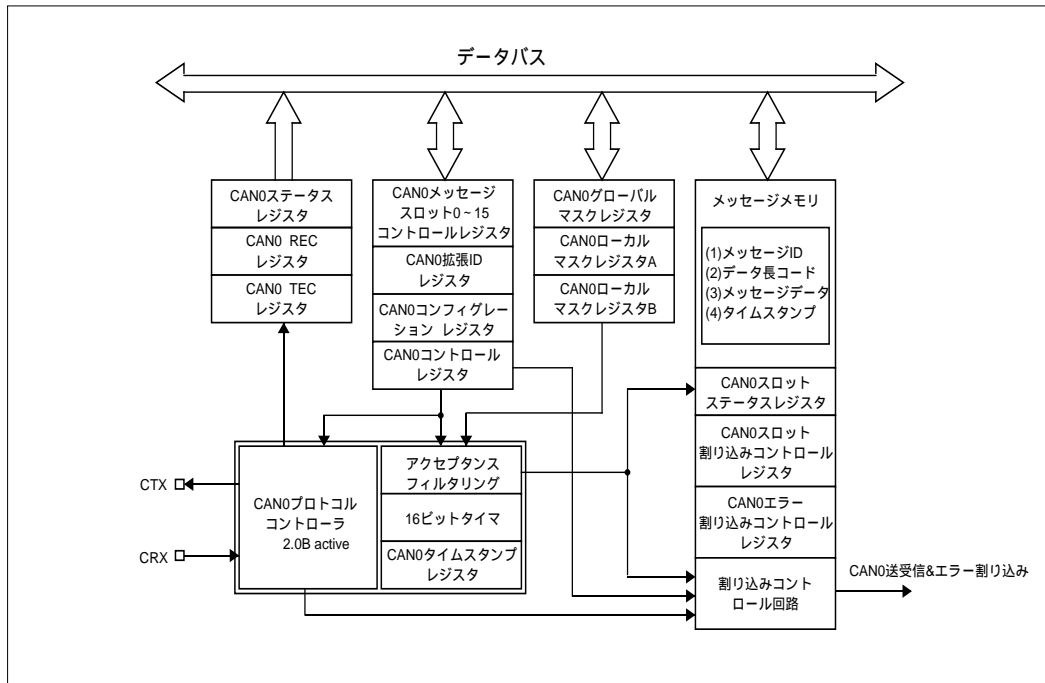 データバス
CAN0ステータス
レジスタ
CAN0 REC
レジスタ
CAN0 TEC
レジスタ
CAN0メッセージ
スロット0~15
コントロールレジスタ
CAN0拡張ID
レジスタ
CAN0コンフィグレー
ション レジスタ
CAN0コントロール
レジスタ
CAN0グローバル
マスクレジスタ
CAN0ローカル
マスクレジスタA
CAN0ローカル
マスクレジスタB
メッセージメモリ
(1)メッセージID
(2)データ長コード
(3)メッセージデータ
(4)タイムスタンプ
CAN0スロット
ステータスレジスタ
CAN0スロット
割り込みコントロール
レジスタ
CAN0エラー
割り込みコントロール
レジスタ
割り込みコント
ロール回路
CTX
CRX
CAN0プロトコル
コントローラ
2.0B active
アクセプタンス
フィルタリング
16ビットタイマ
CAN0タイムスタンプ
レジスタ
CAN0送受信&エラー割り込み